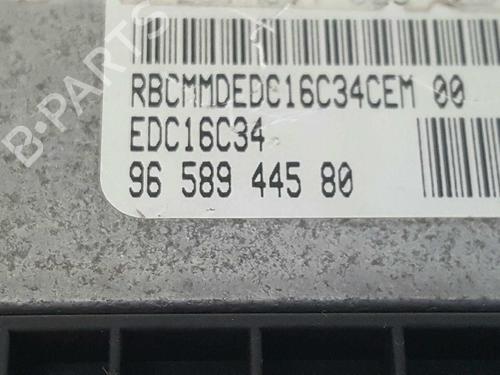 RBCMMDEDC16C34CEM 00
EDC16C34
96 589 445 80
B-PARTS